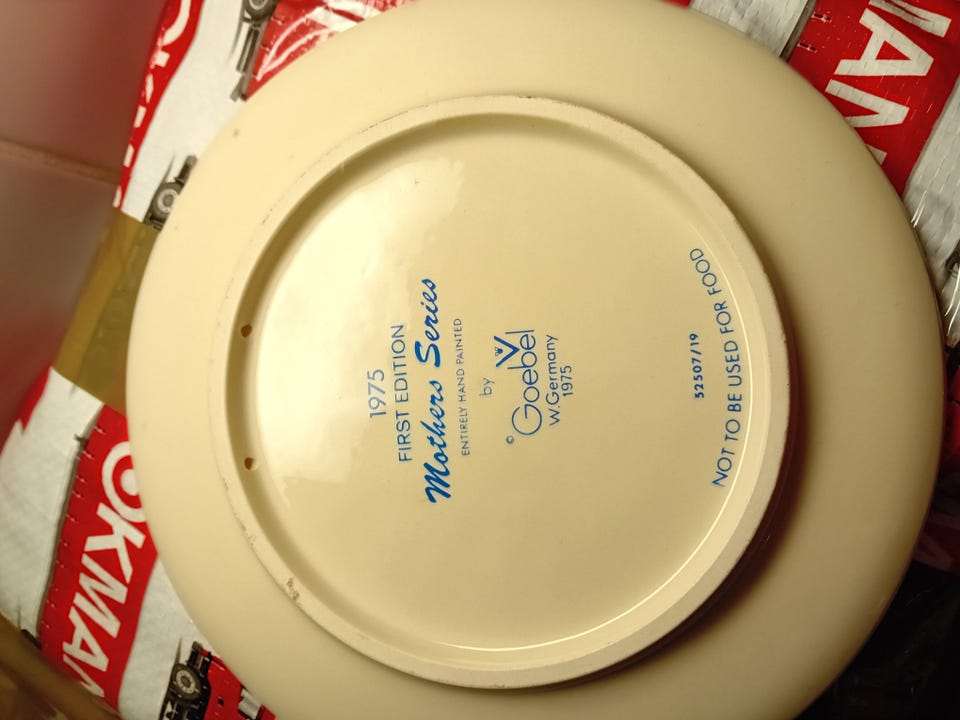 1975
FIRST EDITION
Mothers Series
ENTIRELY HAND PAINTED
by
© Goebel
W.Germany
1975
52507/19
NOT TO BE USED FOR FOOD
OKMAN